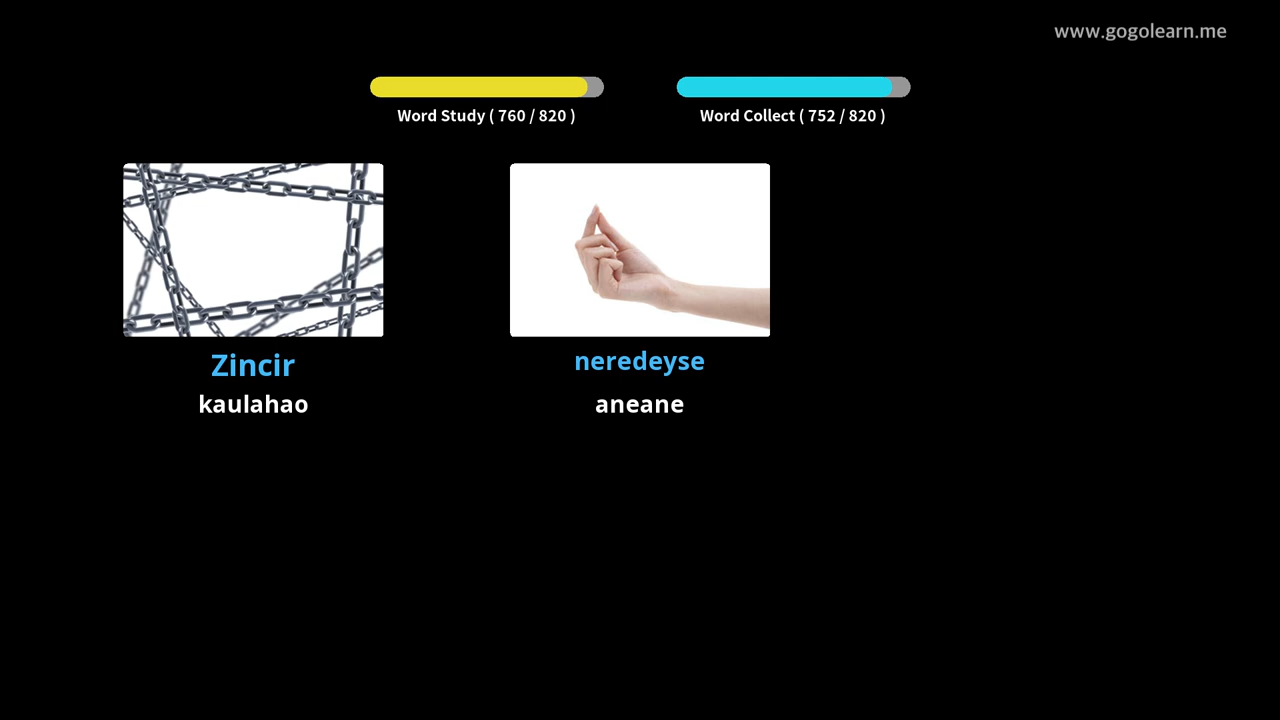 www.gogolearn.me
Word Study ( 760 / 820 )
Word Collect ( 752 / 820 )
Zincir
kaulahao
neredeyse
aneane